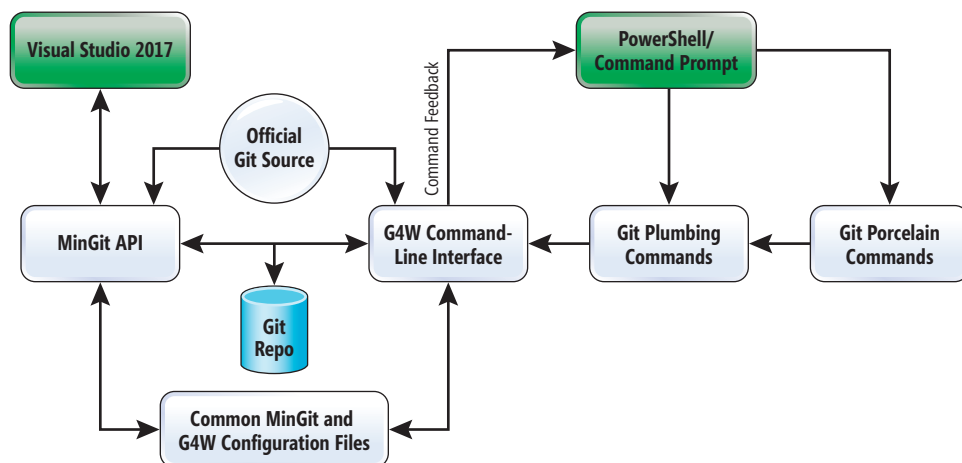 Visual Studio 2017
PowerShell/
Command Prompt
Command Feedback
Official
Git Source
MinGit API
G4W Command-
Line Interface
Git Plumbing
Commands
Git Porcelain
Commands
Git
Repo
Common MinGit and
G4W Configuration Files